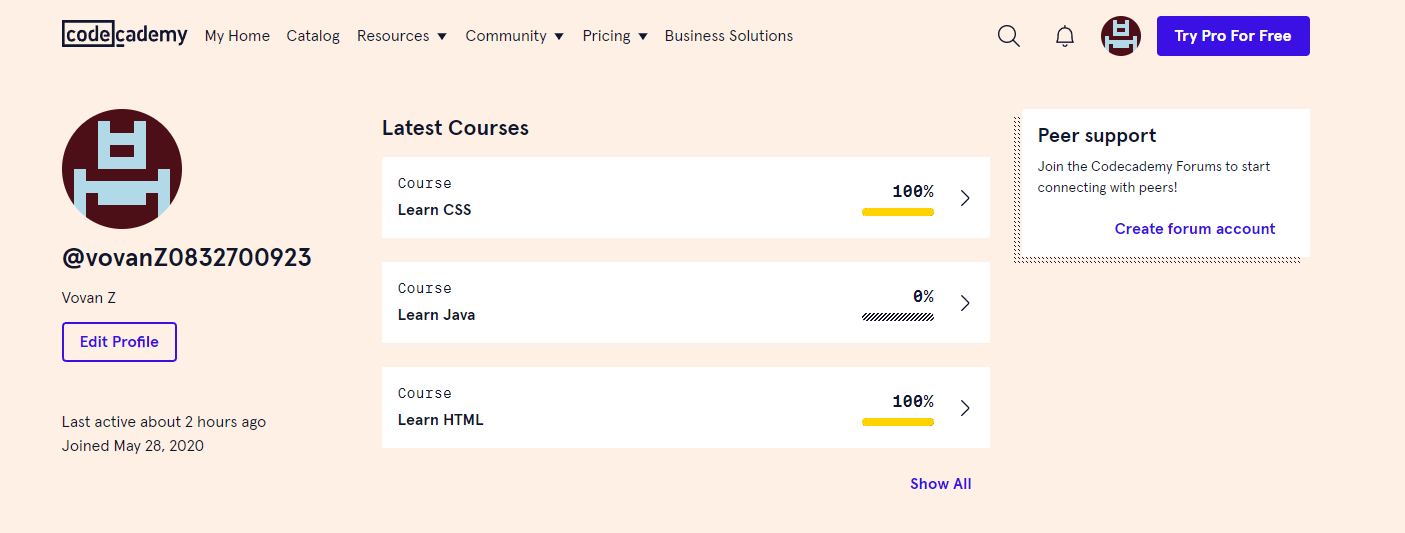 codecademy My Home Catalog Resources Community Pricing Business Solutions Try Pro For Free
@vovanZ0832700923
Vovan Z
Edit Profile
Last active about 2 hours ago
Joined May 28, 2020
Latest Courses
Course
Learn CSS
100%
Course
Learn Java
0%
Course
Learn HTML
100%
Show All
Peer support
Join the Codecademy Forums to start
connecting with peers!
Create forum account